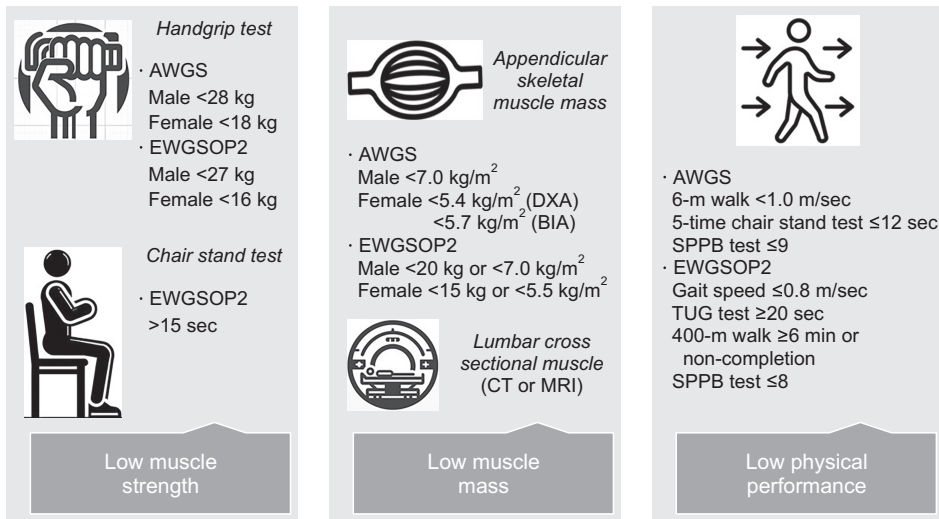 Handgrip test
· AWGS
Male <28 kg
Female <18 kg
· EWGSOP2
Male <27 kg
Female <16 kg
Chair stand test
· EWGSOP2
>15 sec
Low muscle
strength
Appendicular
skeletal
muscle mass
· AWGS
Male <7.0 kg/m²
Female <5.4 kg/m² (DXA)
<5.7 kg/m² (BIA)
· EWGSOP2
Male <20 kg or <7.0 kg/m²
Female <15 kg or <5.5 kg/m²
Lumbar cross
sectional muscle
(CT or MRI)
Low muscle
mass
· AWGS
6-m walk <1.0 m/sec
5-time chair stand test ≤12 sec
SPPB test ≤9
· EWGSOP2
Gait speed ≤0.8 m/sec
TUG test ≥20 sec
400-m walk ≥6 min or
non-completion
SPPB test ≤8
Low physical
performance